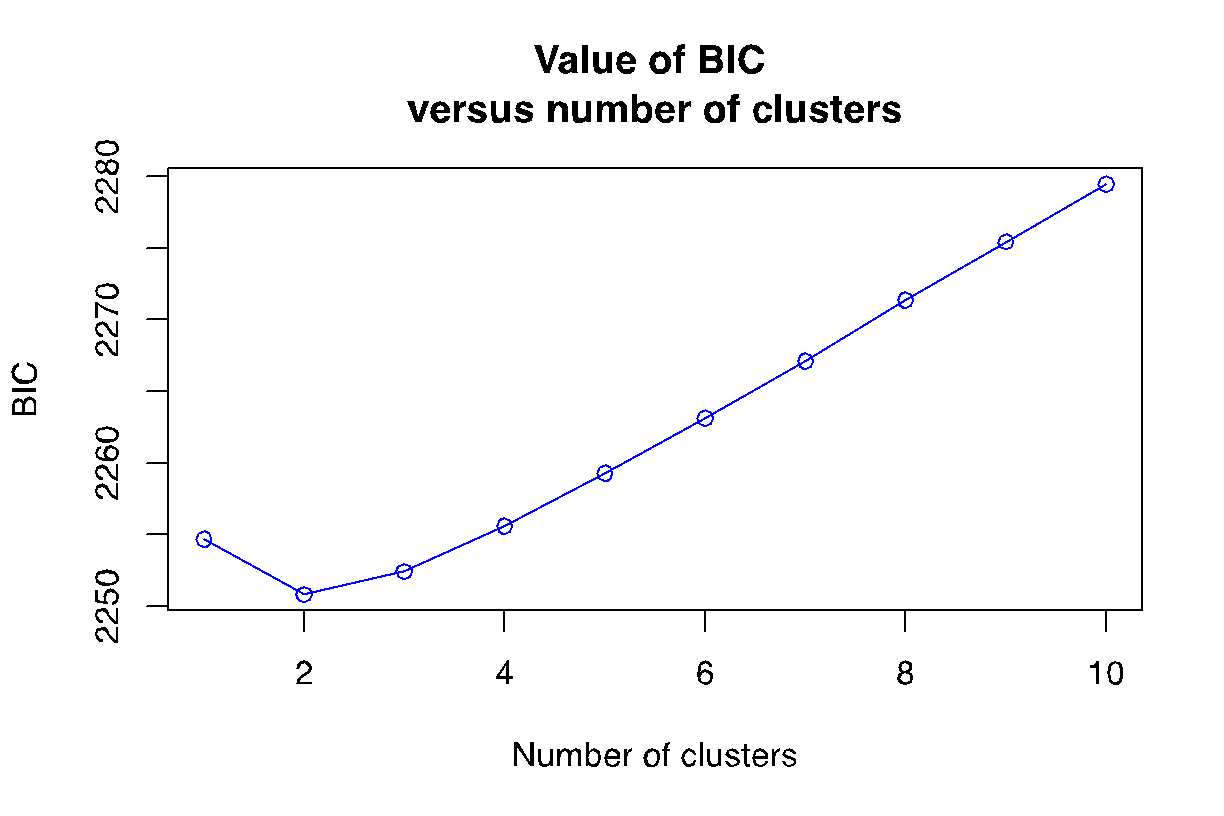 Value of BIC
versus number of clusters
2280
2270
2260
2250
BIC
2 4 6 8 10
Number of clusters